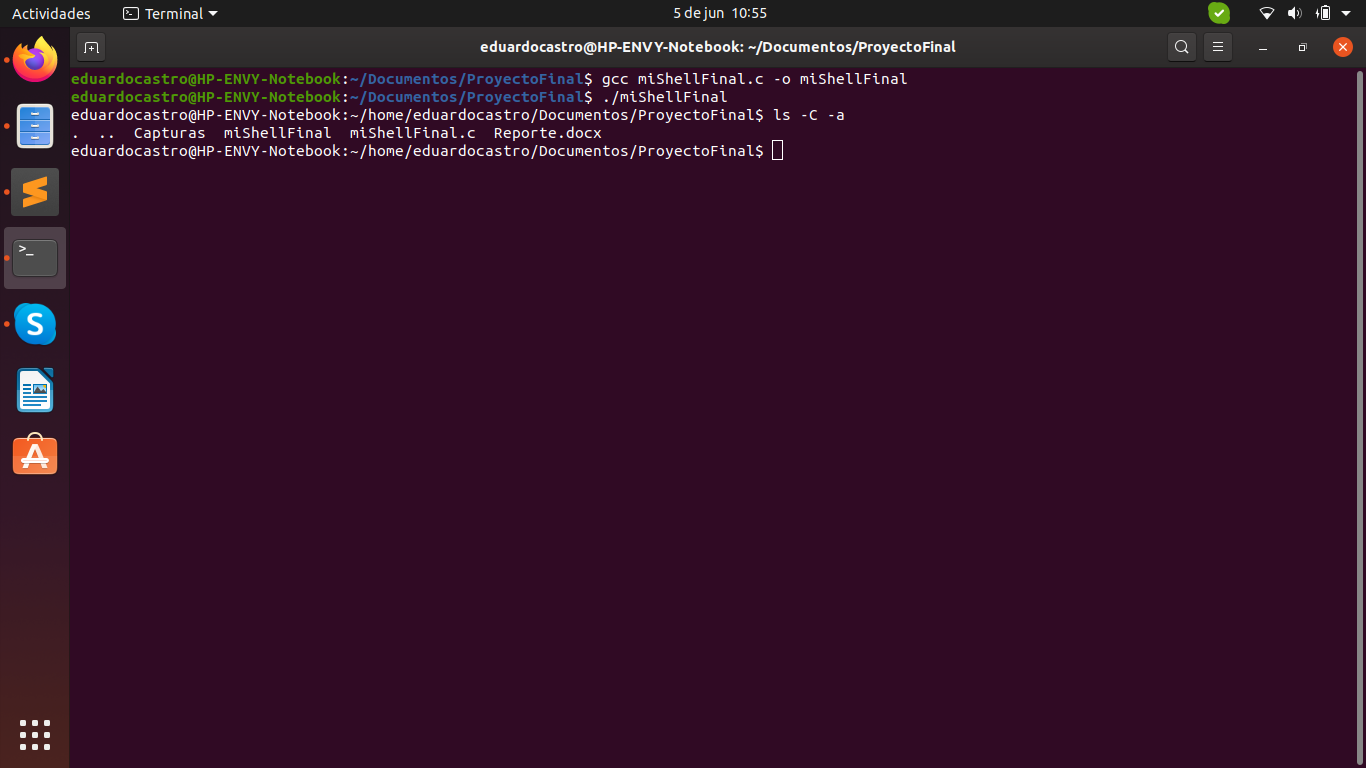 Actividades Terminal 5 de jun 10:55
eduardocastro@HP-ENVY-Notebook: ~/Documentos/ProyectoFinal
eduardocastro@HP-ENVY-Notebook:~/Documentos/ProyectoFinal$ gcc miShellFinal.c -o miShellFinal
eduardocastro@HP-ENVY-Notebook:~/Documentos/ProyectoFinal$ ./miShellFinal
eduardocastro@HP-ENVY-Notebook:~/home/eduardocastro/Documentos/ProyectoFinal$ ls -C -a
.  ..  Capturas  miShellFinal  miShellFinal.c  Reporte.docx
eduardocastro@HP-ENVY-Notebook:~/home/eduardocastro/Documentos/ProyectoFinal$